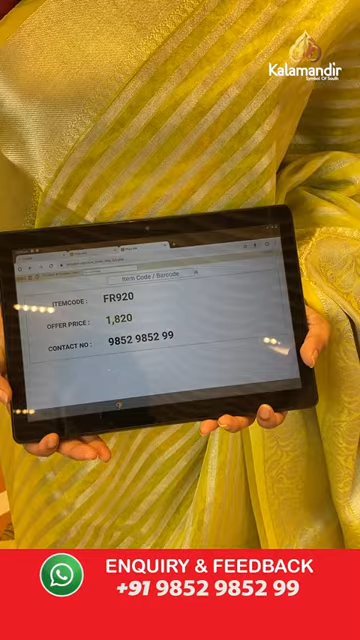 Kalamandir
Symbol Of South
Item Code / Barcode
ITEMCODE : FR920
OFFER PRICE : 1,820
CONTACT NO : 9852 9852 99
ENQUIRY & FEEDBACK
+91 9852 9852 99